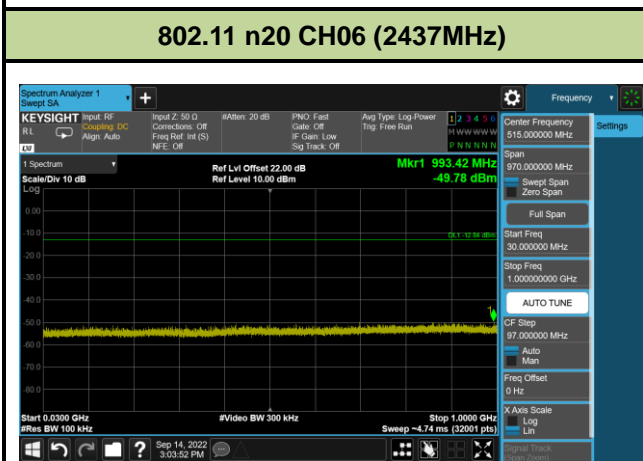 802.11 n20 CH06 (2437MHz)
Spectrum Analyzer 1
Swept SA
+
Frequency
KEYSIGHT
RL
Input: RF
Coupling: DC
Align: Auto
Input Z: 50 Ω
Corrections: Off
Freq Ref: Int (S)
NFE: Off
#Atten: 20 dB
PNO: Fast
Gate: Off
IF Gain: Low
Sig Track: Off
Avg Type: Log-Power
Trig: Free Run
1 2 3 4 5 6
M W W W W W
P N N N N N
1 Spectrum
Scale/Div 10 dB
Log
Ref Lvl Offset 22.00 dB
Ref Level 10.00 dBm
Mkr1 993.42 MHz
-49.78 dBm
0.00
-10.0
-20.0
-30.0
-40.0
-50.0
-60.0
-70.0
-80.0
1
Start 0.0300 GHz
#Res BW 100 kHz
#Video BW 300 kHz
Stop 1.0000 GHz
Sweep ~4.74 ms (32001 pts)
?
Sep 14, 2022
3:03:52 PM
Center Frequency
515.000000 MHz
Settings
Span
970.000000 MHz
Swept Span
Zero Span
Full Span
Start Freq
30.000000 MHz
Stop Freq
1.000000000 GHz
AUTO TUNE
CF Step
97.000000 MHz
Auto
Man
Freq Offset
0 Hz
X Axis Scale
Log
Lin
Signal Track
(Span Zoom)